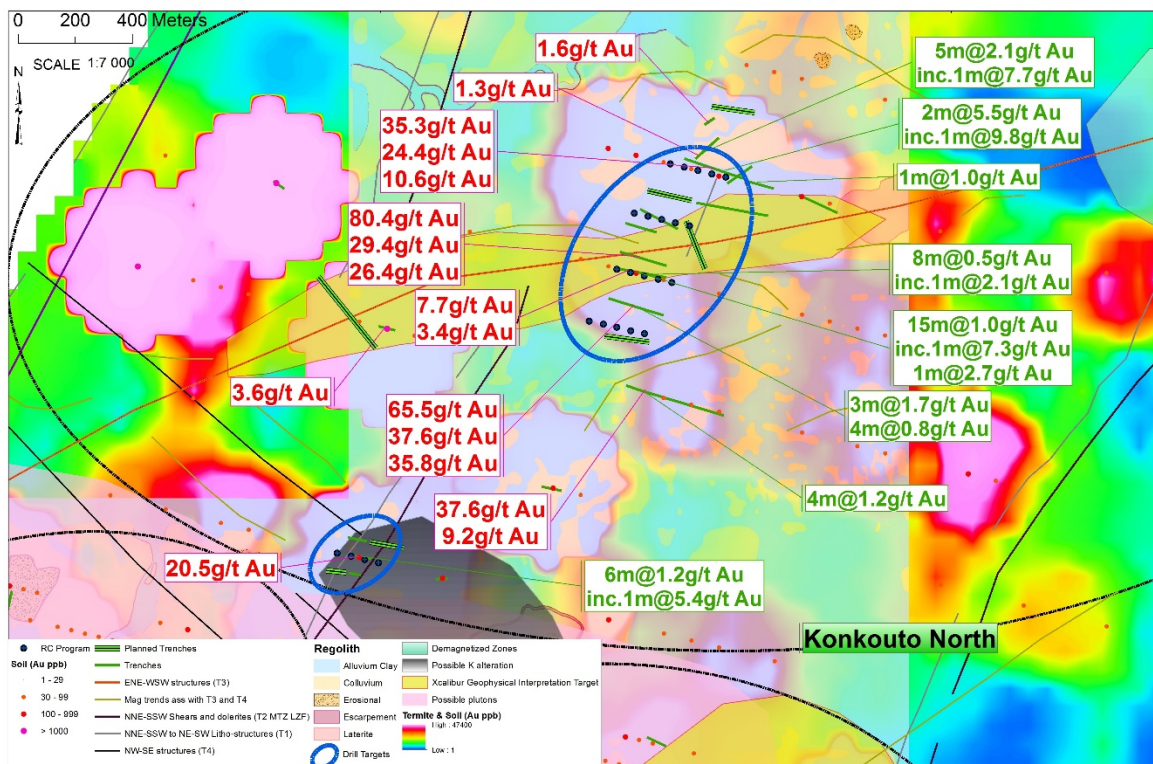 0 200 400 Meters
SCALE 1:7 000
N
1.6g/t Au
1.3g/t Au
35.3g/t Au
24.4g/t Au
10.6g/t Au
80.4g/t Au
29.4g/t Au
26.4g/t Au
7.7g/t Au
3.4g/t Au
3.6g/t Au
65.5g/t Au
37.6g/t Au
35.8g/t Au
37.6g/t Au
9.2g/t Au
20.5g/t Au
5m@2.1g/t Au
inc.1m@7.7g/t Au
2m@5.5g/t Au
inc.1m@9.8g/t Au
1m@1.0g/t Au
8m@0.5g/t Au
inc.1m@2.1g/t Au
15m@1.0g/t Au
inc.1m@7.3g/t Au
1m@2.7g/t Au
3m@1.7g/t Au
4m@0.8g/t Au
4m@1.2g/t Au
6m@1.2g/t Au
inc.1m@5.4g/t Au
Konkouto North
RC Program
Soil (Au ppb)
1 - 29
30 - 99
100 - 999
> 1000
Planned Trenches
Trenches
ENE-WSW structures (T3)
Mag trends ass with T3 and T4
NNE-SSW Shears and dolerites (T2 MTZ LZF)
NNE-SSW to NE-SW Litho-structures (T1)
NW-SE structures (T4)
Regolith
Alluvium Clay
Colluvium
Erosional
Escarpement
Laterite
Drill Targets
Demagnetized Zones
Possible K alteration
Xcalibur Geophysical Interpretation Target
Possible plutons
Termite & Soil (Au ppb)
High : 47400
Low : 1